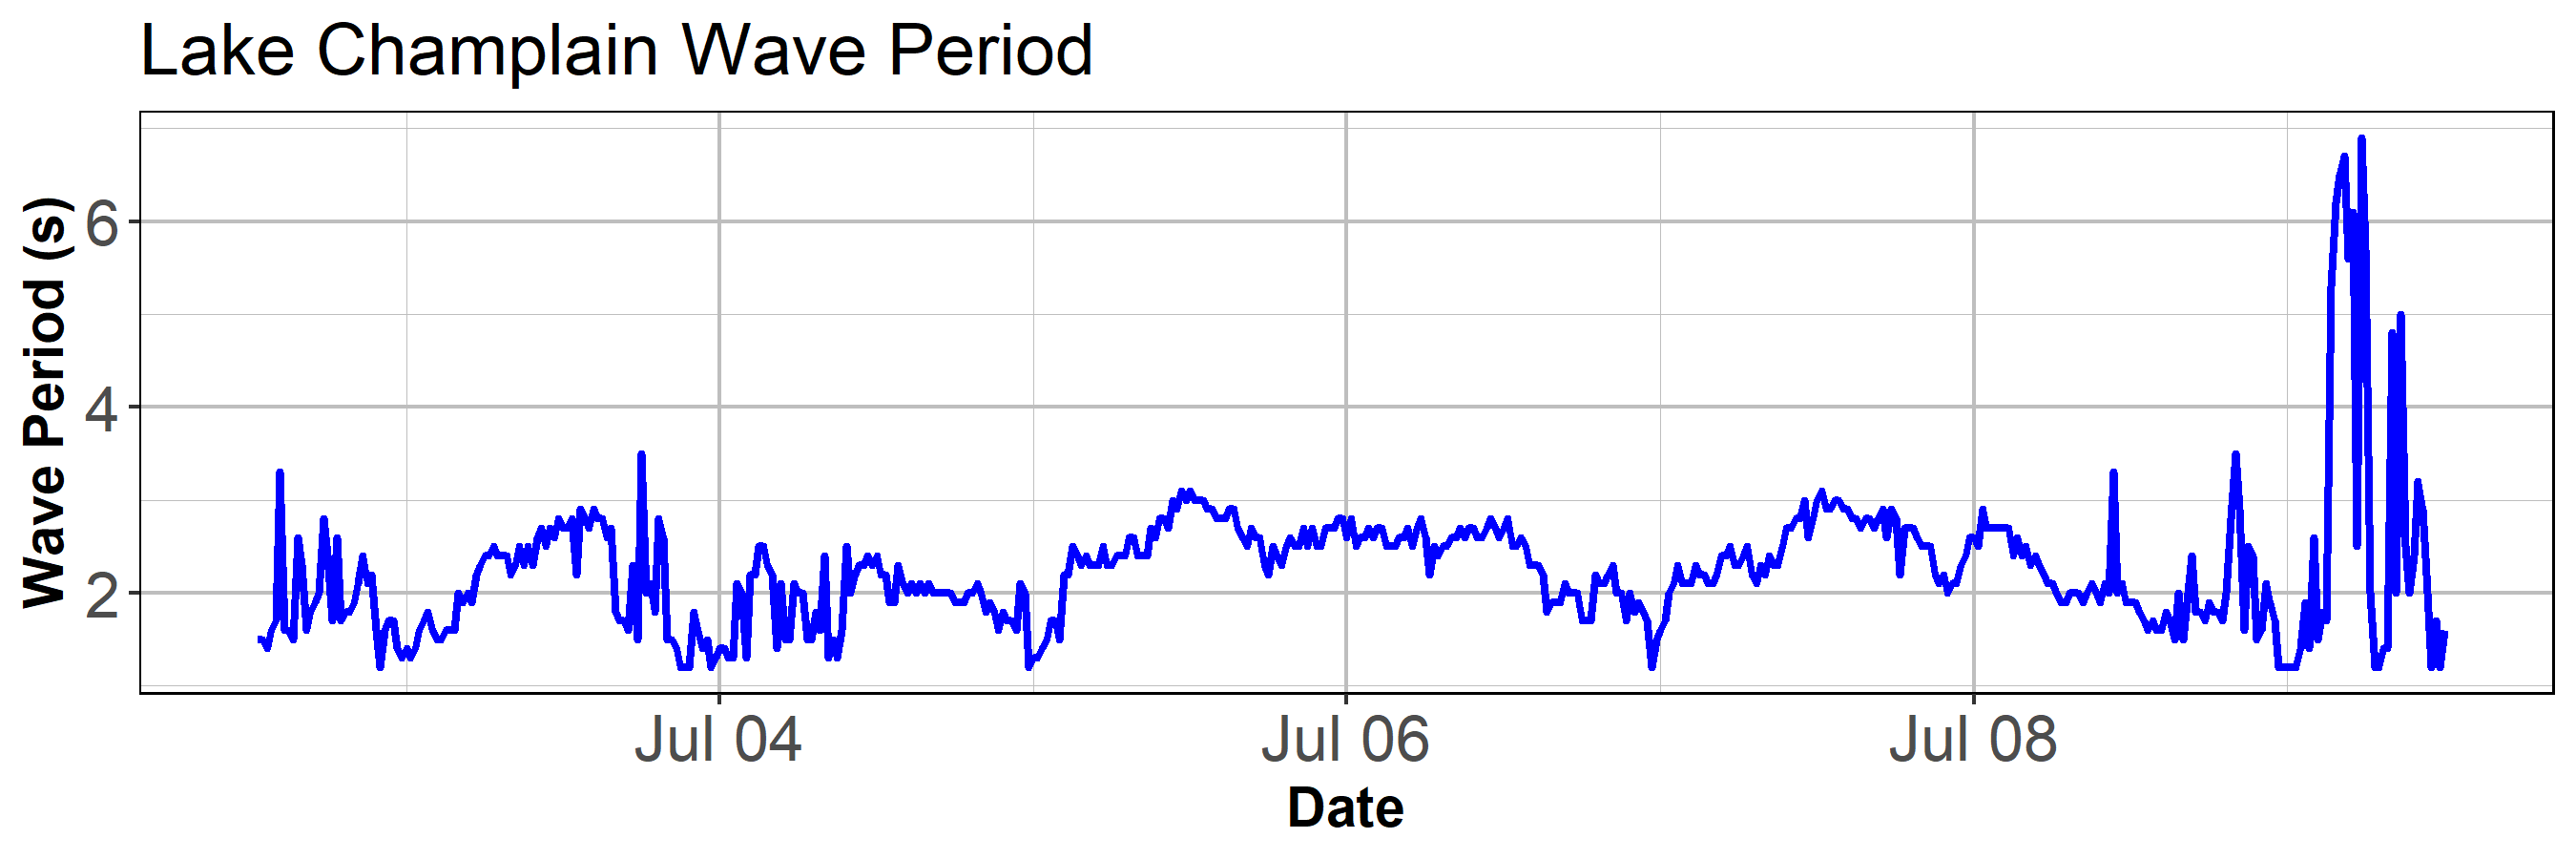 Lake Champlain Wave Period
Wave Period (s)
6
4
2
Jul 04
Jul 06
Jul 08
Date